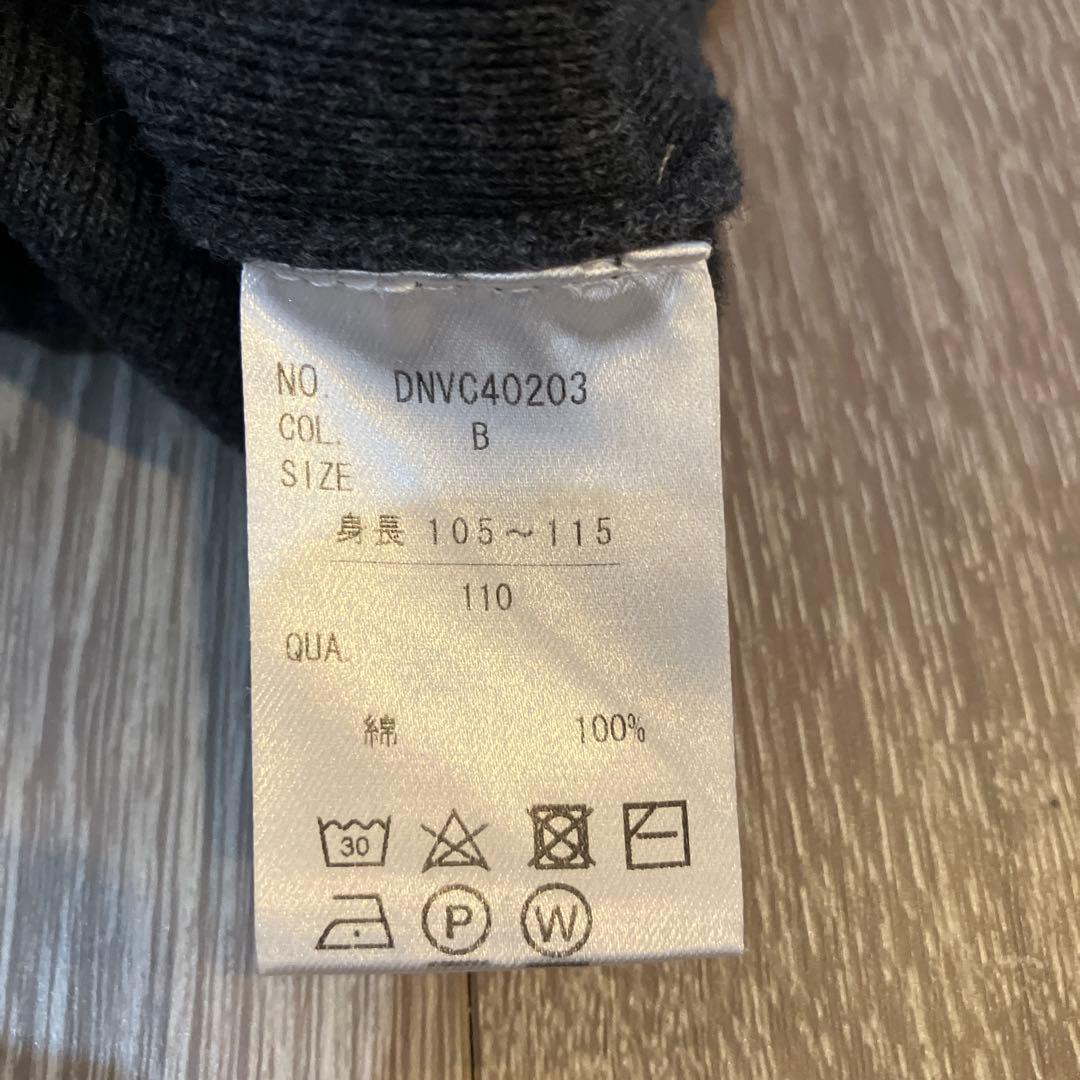 NO. DNVC40203
COL. B
SIZE
身長 105～115
110
QUA.
綿 100%
30
P W